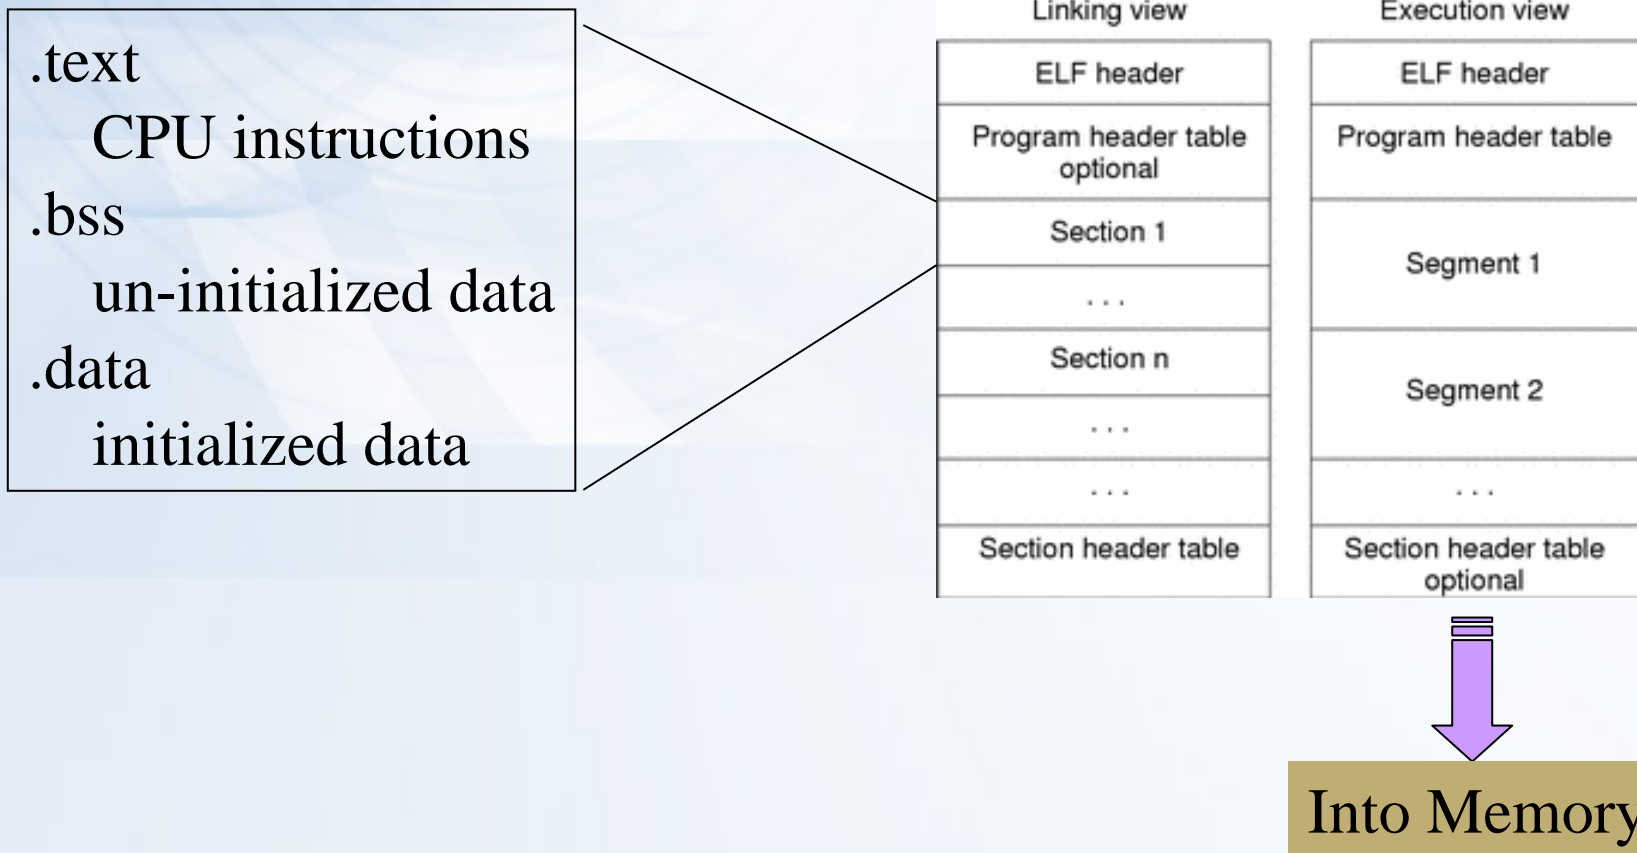 .text
CPU instructions
.bss
un-initialized data
.data
initialized data
Linking view
ELF header
Program header table
optional
Section 1
. . .
Section n
. . .
. . .
Section header table
Execution view
ELF header
Program header table
Segment 1
Segment 2
. . .
Section header table
optional
Into Memory